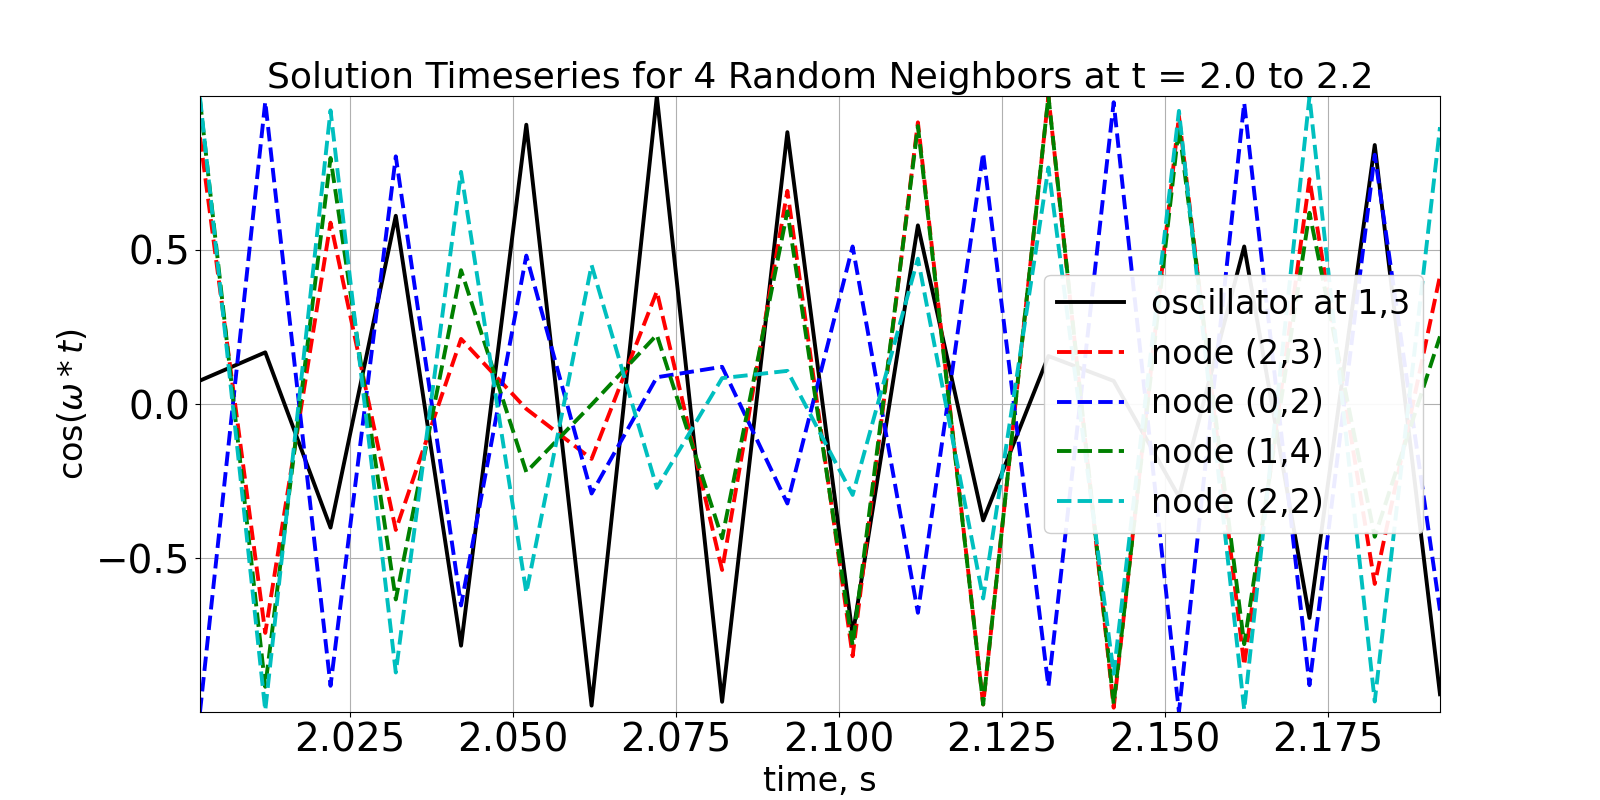 Solution Timeseries for 4 Random Neighbors at t = 2.0 to 2.2
cos(ω * t)
0.5
0.0
−0.5
oscillator at 1,3
node (2,3)
node (0,2)
node (1,4)
node (2,2)
2.025 2.050 2.075 2.100 2.125 2.150 2.175
time, s